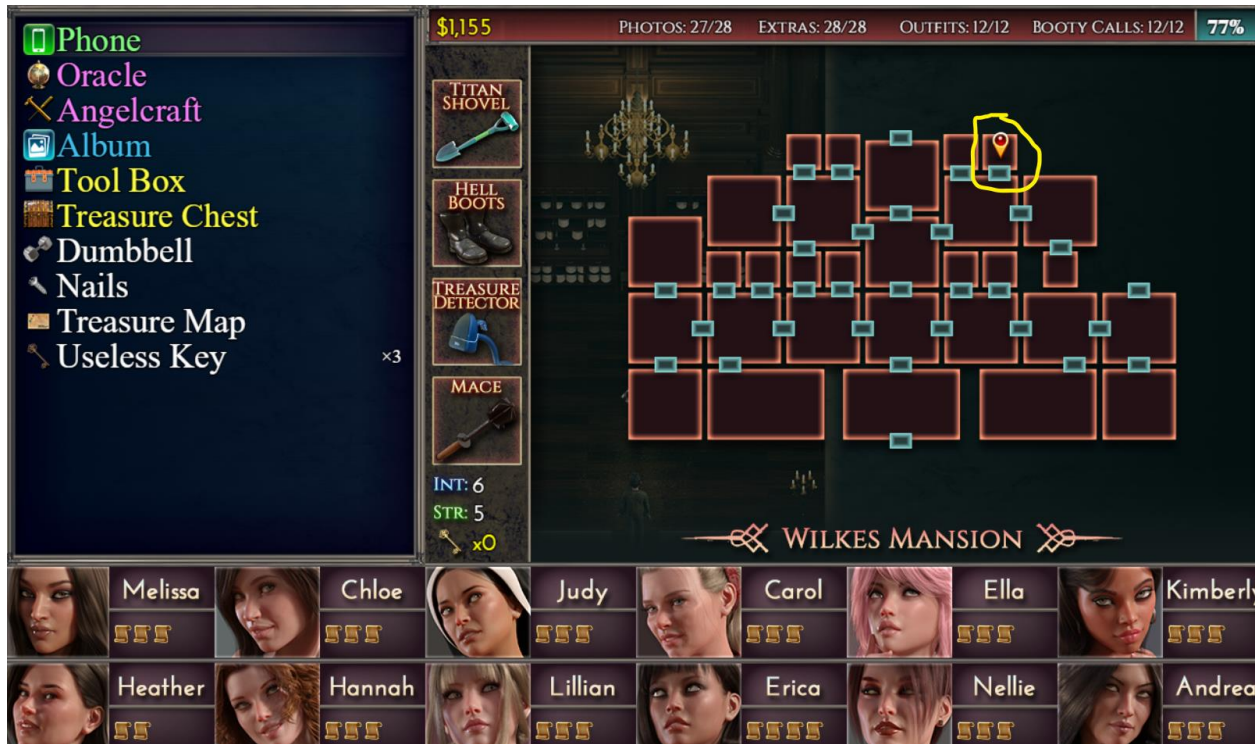 $1,155 PHOTOS: 27/28 EXTRAS: 28/28 OUTFITS: 12/12 BOOTY CALLS: 12/12 77%
Phone
Oracle
Angelcraft
Album
Tool Box
Treasure Chest
Dumbbell
Nails
Treasure Map
Useless Key ×3
TITAN
SHOVEL
HELL
BOOTS
TREASURE
DETECTOR
MACE
INT: 6
STR: 5
x0
WILKES MANSION
Melissa Chloe Judy Carol Ella Kimberly
Heather Hannah Lillian Erica Nellie Andrea